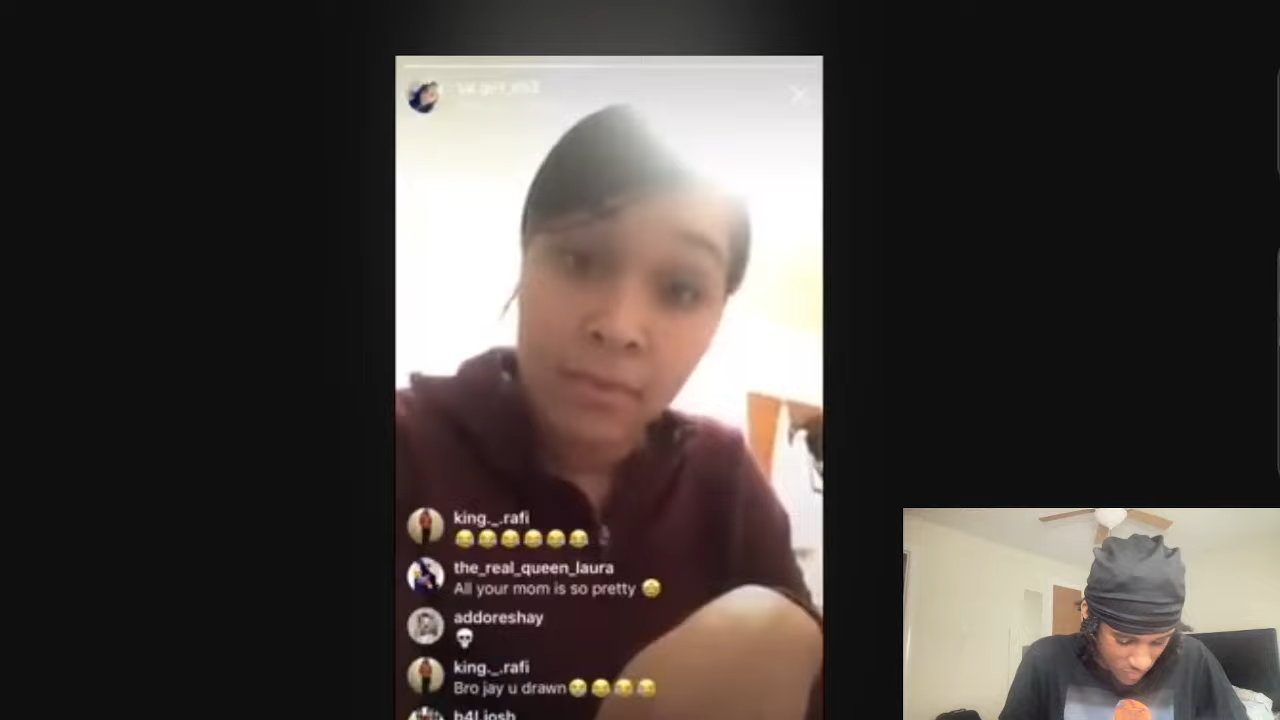 king._.rafi
😂😂😂😂😂😂
the_real_queen_laura
All your mom is so pretty 🤩
addoreshay
💀
king._.rafi
Bro jay u drawn😭😂😂😂